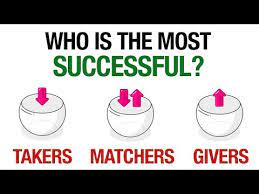 WHO IS THE MOST
SUCCESSFUL?
TAKERS MATCHERS GIVERS